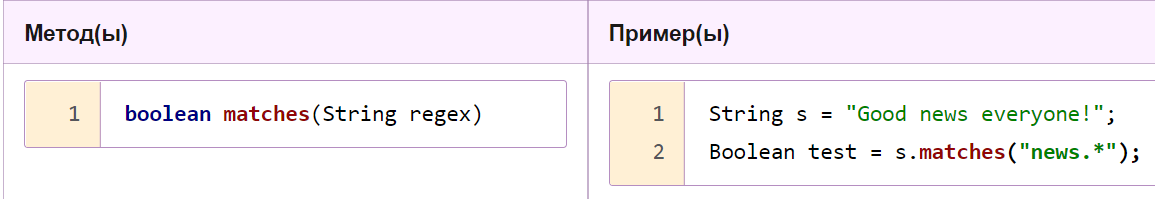 Метод(ы)
Пример(ы)
1 boolean matches(String regex)
1 String s = "Good news everyone!";
2 Boolean test = s.matches("news.*");